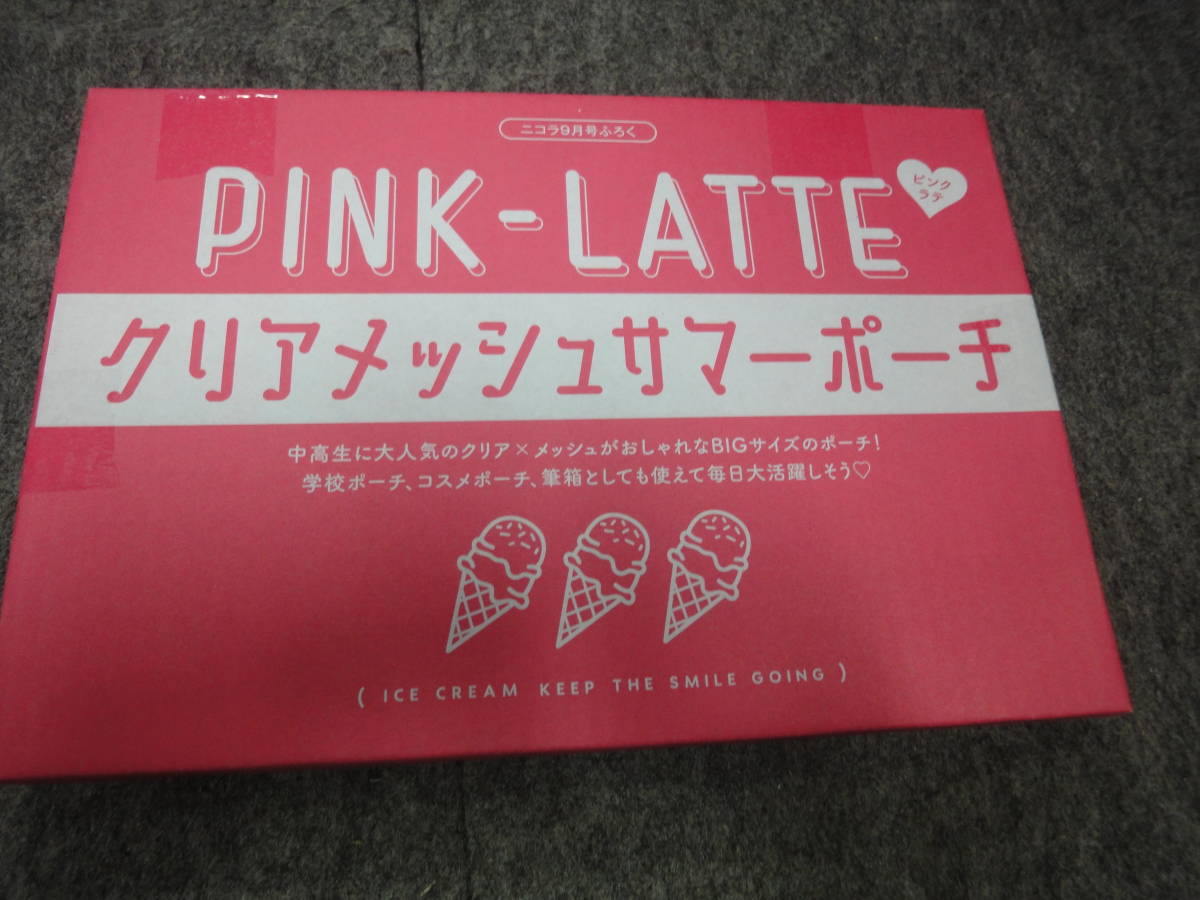 ニコラ9月号ふろく
PINK-LATTE
ピンク
ラテ
クリアメッシュサマーポーチ
中高生に大人気のクリア×メッシュがおしゃれなBIGサイズのポーチ!
学校ポーチ、コスメポーチ、筆箱としても使えて毎日大活躍しそう♡
( ICE CREAM KEEP THE SMILE GOING )